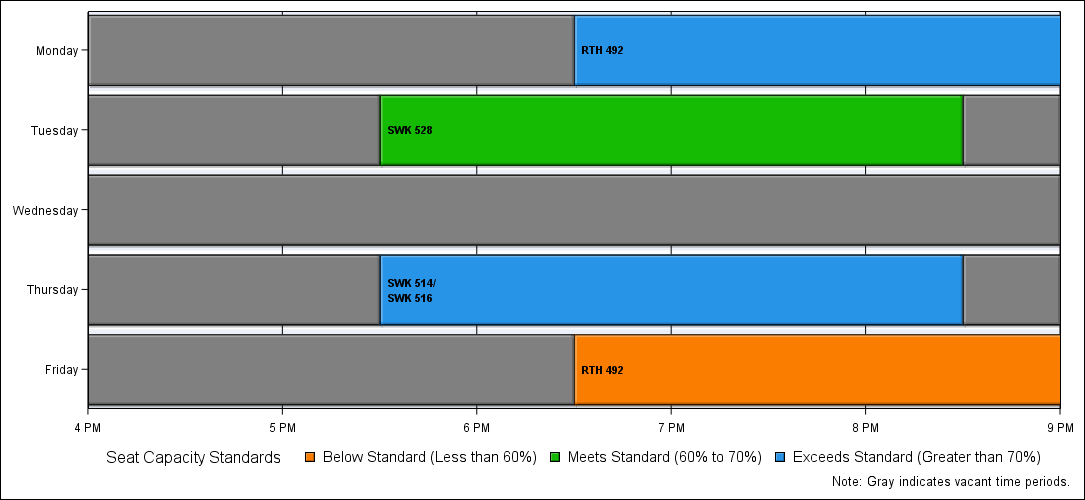 Monday
RTH 492
Tuesday
SWK 528
Wednesday
Thursday
SWK 514/
SWK 516
Friday
RTH 492
4 PM 5 PM 6 PM 7 PM 8 PM 9 PM
Seat Capacity Standards Below Standard (Less than 60%) Meets Standard (60% to 70%) Exceeds Standard (Greater than 70%)
Note: Gray indicates vacant time periods.